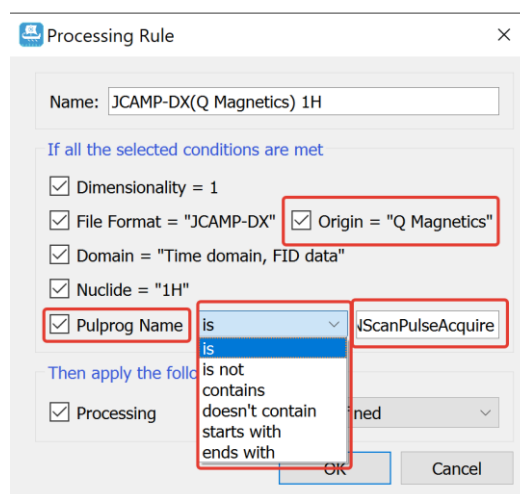 Processing Rule
Name: JCAMP-DX(Q Magnetics) 1H
If all the selected conditions are met
Dimensionality = 1
File Format = "JCAMP-DX" Origin = "Q Magnetics"
Domain = "Time domain, FID data"
Nuclide = "1H"
Pulprog Name is ScanPulseAcquire
is
is not
Then apply the follo
contains
Processing doesn't contain ned
starts with
ends with
OK Cancel